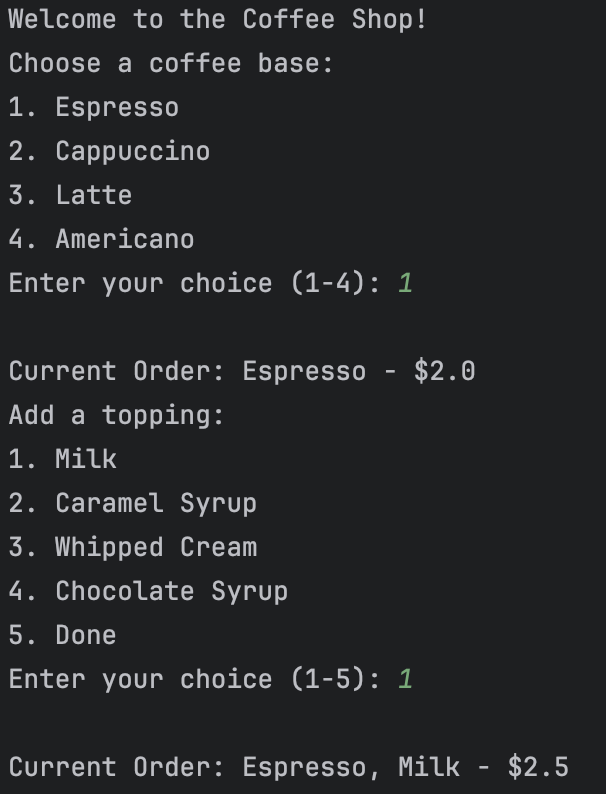 Welcome to the Coffee Shop!
Choose a coffee base:
1. Espresso
2. Cappuccino
3. Latte
4. Americano
Enter your choice (1-4): 1
Current Order: Espresso - $2.0
Add a topping:
1. Milk
2. Caramel Syrup
3. Whipped Cream
4. Chocolate Syrup
5. Done
Enter your choice (1-5): 1
Current Order: Espresso, Milk - $2.5